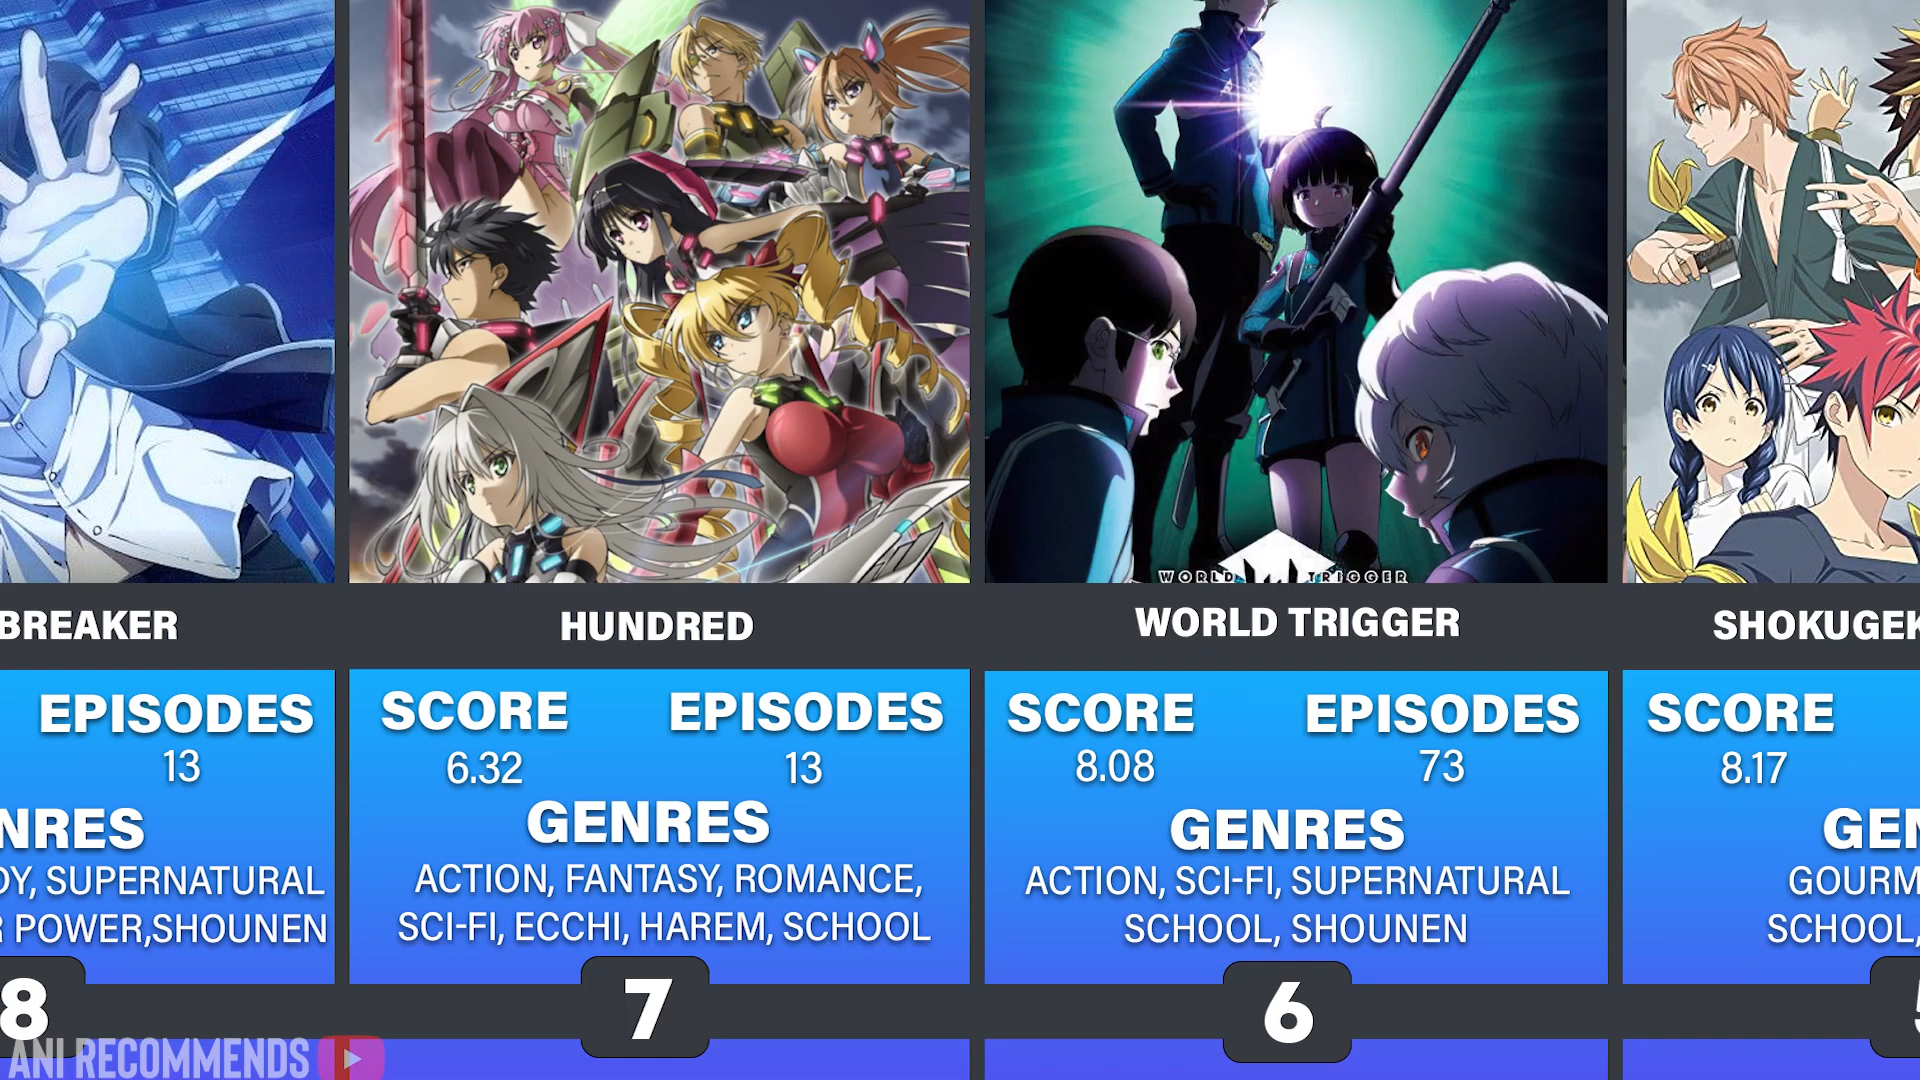 BREAKER
EPISODES
13
NRES
DY, SUPERNATURAL
R POWER,SHOUNEN
8
HUNDRED
SCORE
6.32
EPISODES
13
GENRES
ACTION, FANTASY, ROMANCE,
SCI-FI, ECCHI, HAREM, SCHOOL
7
WORLD TRIGGER
WORLD TRIGGER
SCORE
8.08
EPISODES
73
GENRES
ACTION, SCI-FI, SUPERNATURAL
SCHOOL, SHOUNEN
6
SHOKUGEK
SCORE
8.17
GEN
GOURM
SCHOOL,
5
ANI RECOMMENDS